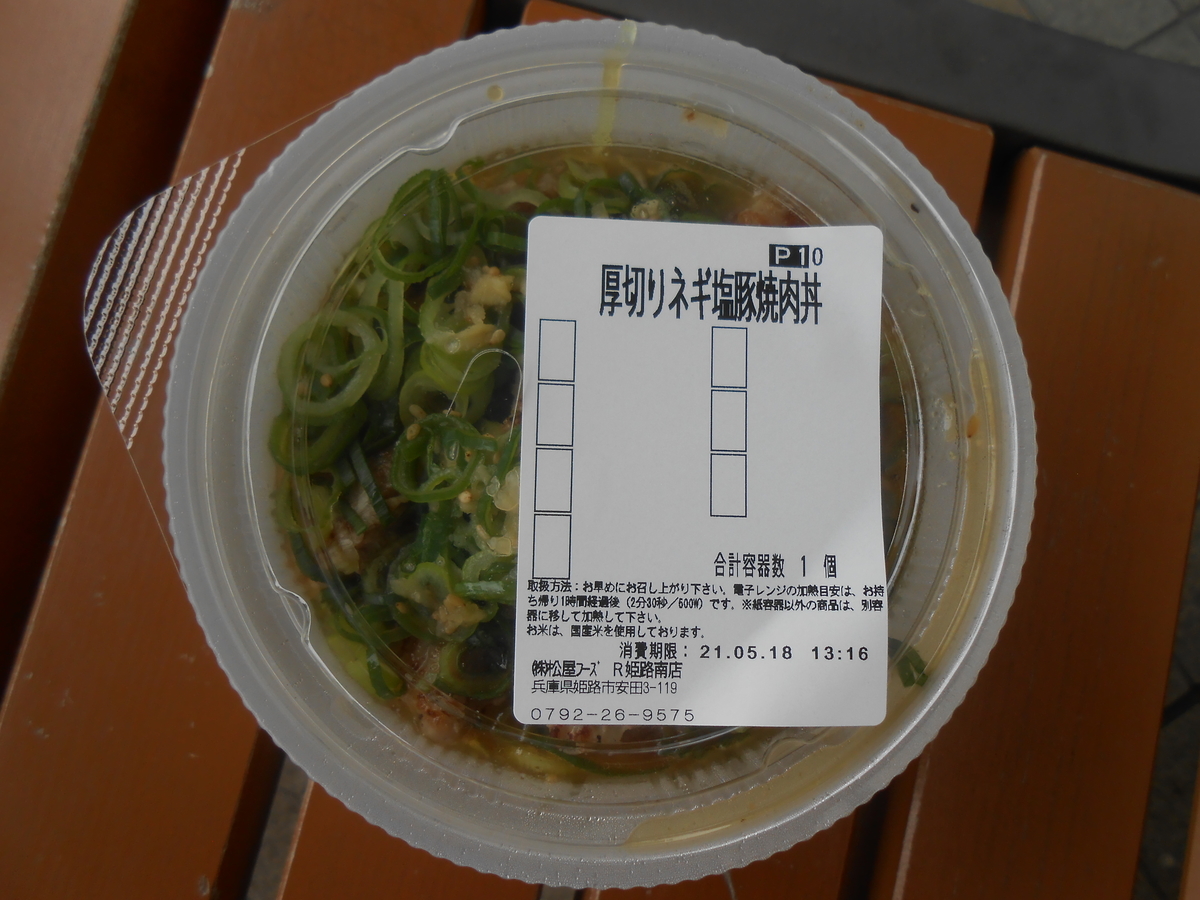 P10
厚切りネギ塩豚焼肉丼
合計容器数 1 個
取扱方法：お早めにお召し上がり下さい。電子レンジの加熱目安は、お持
ち帰り1時間経過後（2分30秒／500W）です。※紙容器以外の商品は、別容
器に移して加熱して下さい。
お米は、国産米を使用しております。
消費期限：21.05.18 13:16
㈱松屋フーズ R姫路南店
兵庫県姫路市安田3-119
0792-26-9575